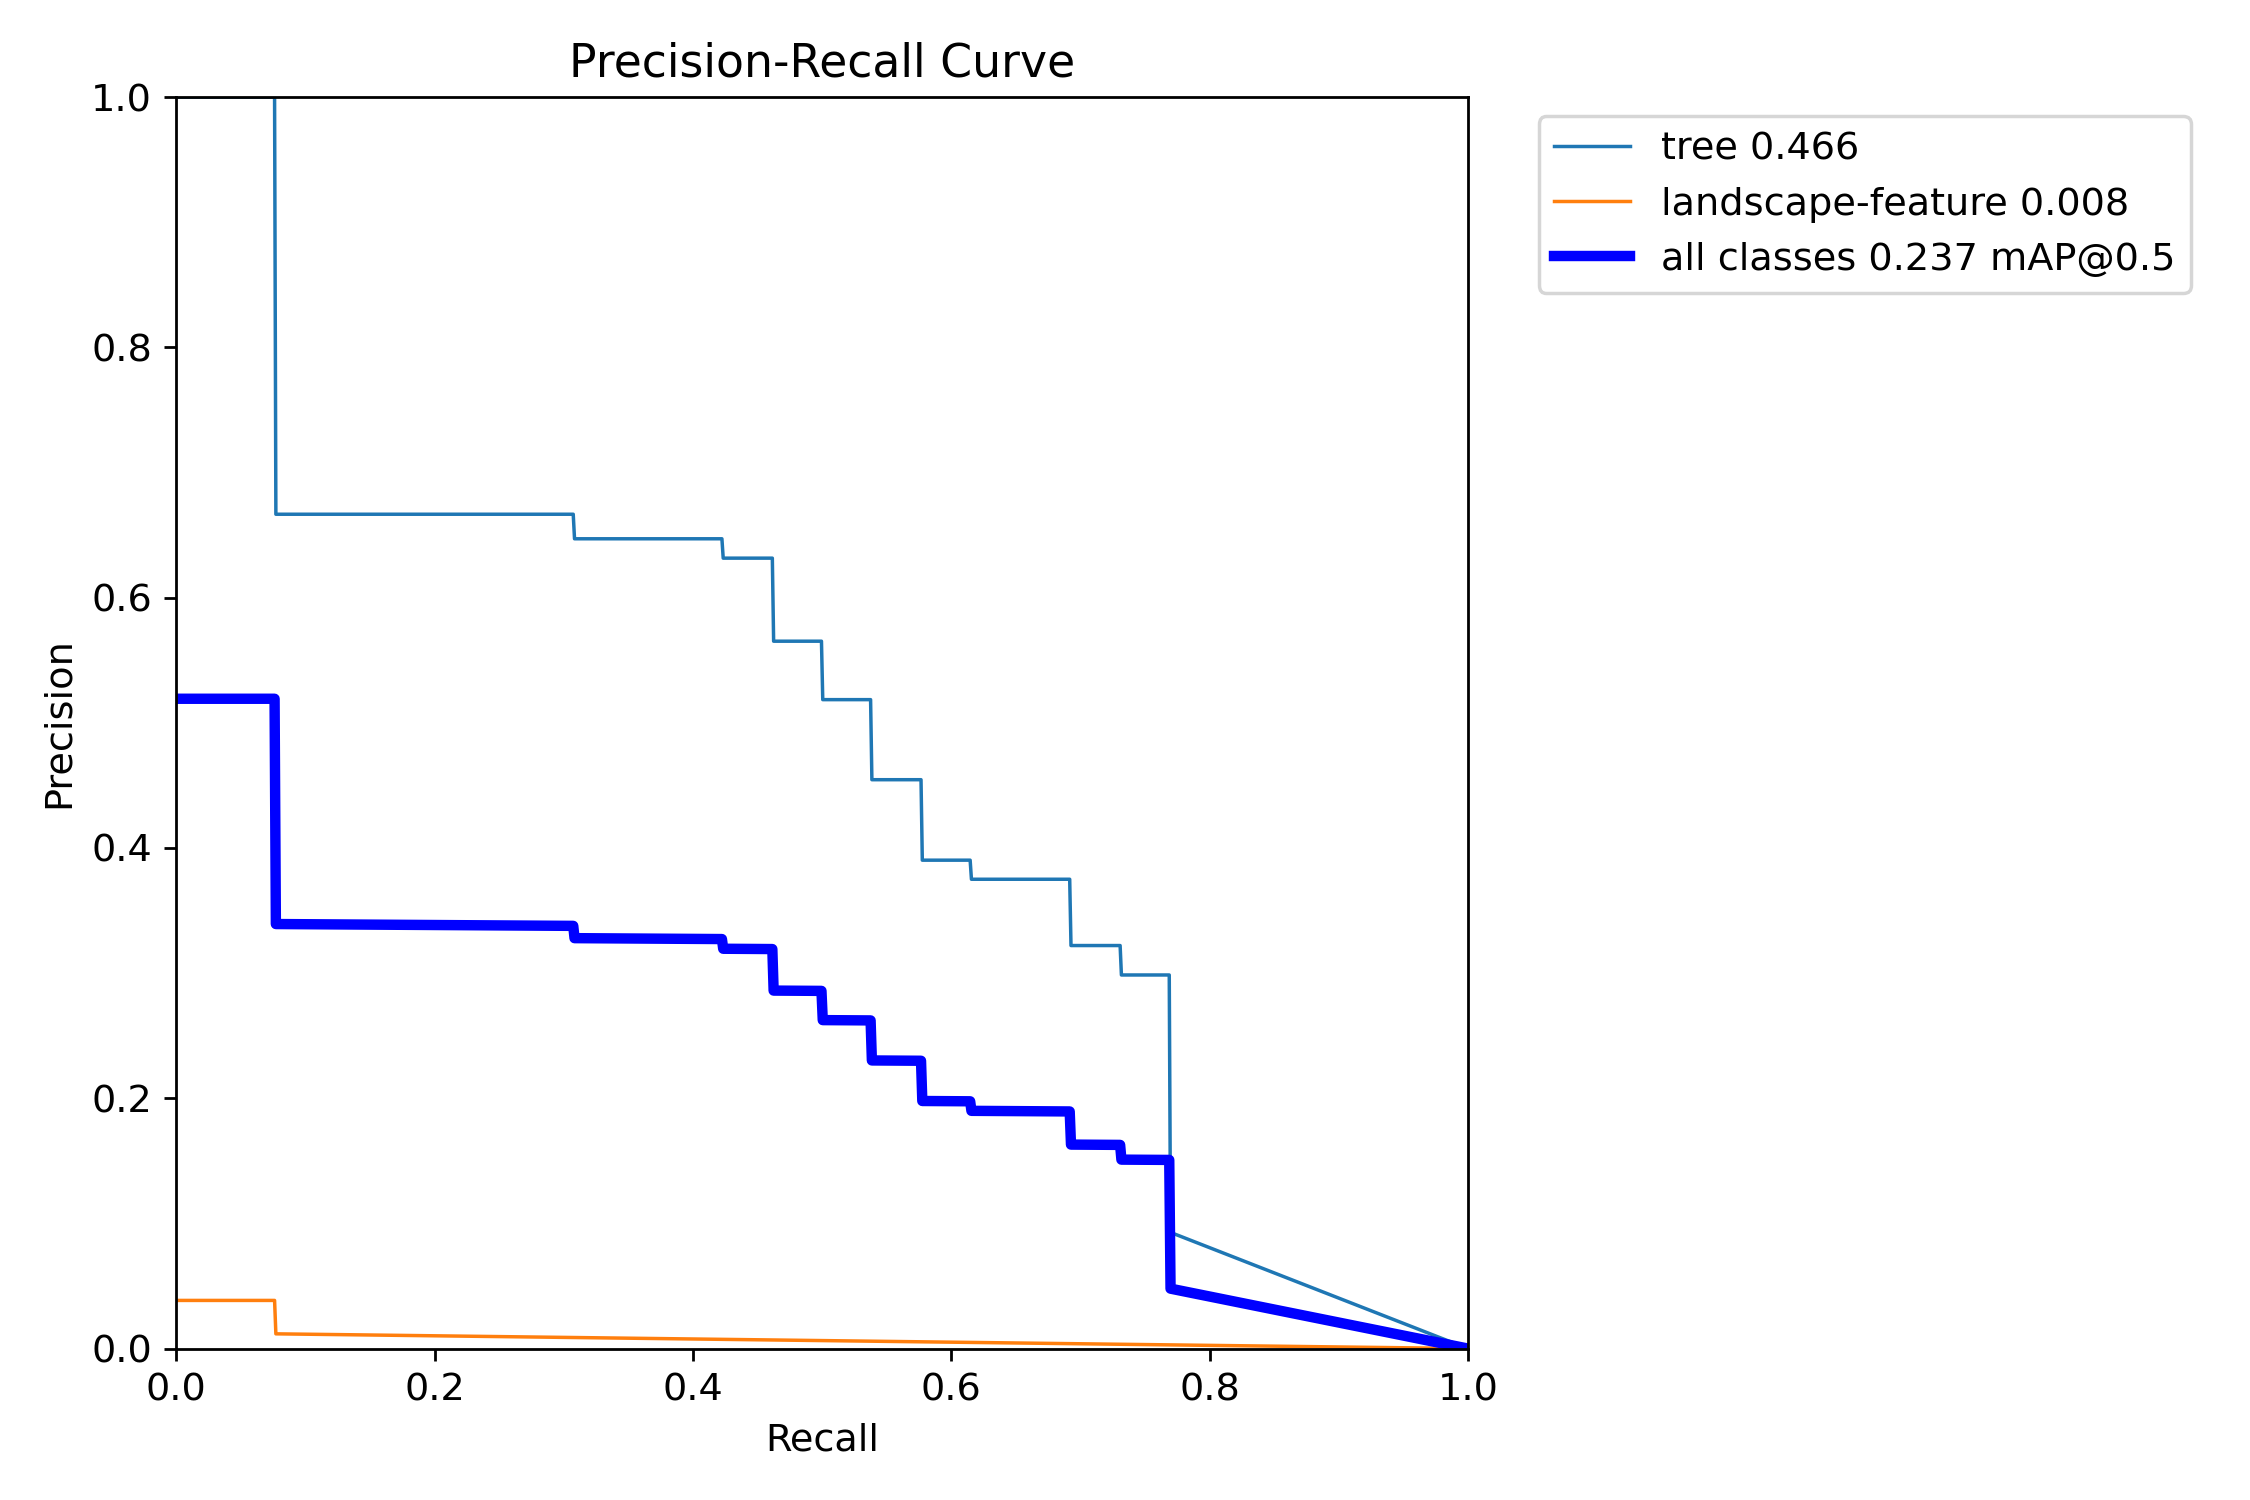 Precision-Recall Curve
1.0
0.8
0.6
0.4
0.2
0.0
Precision
0.0 0.2 0.4 0.6 0.8 1.0
Recall
tree 0.466
landscape-feature 0.008
all classes 0.237 mAP@0.5